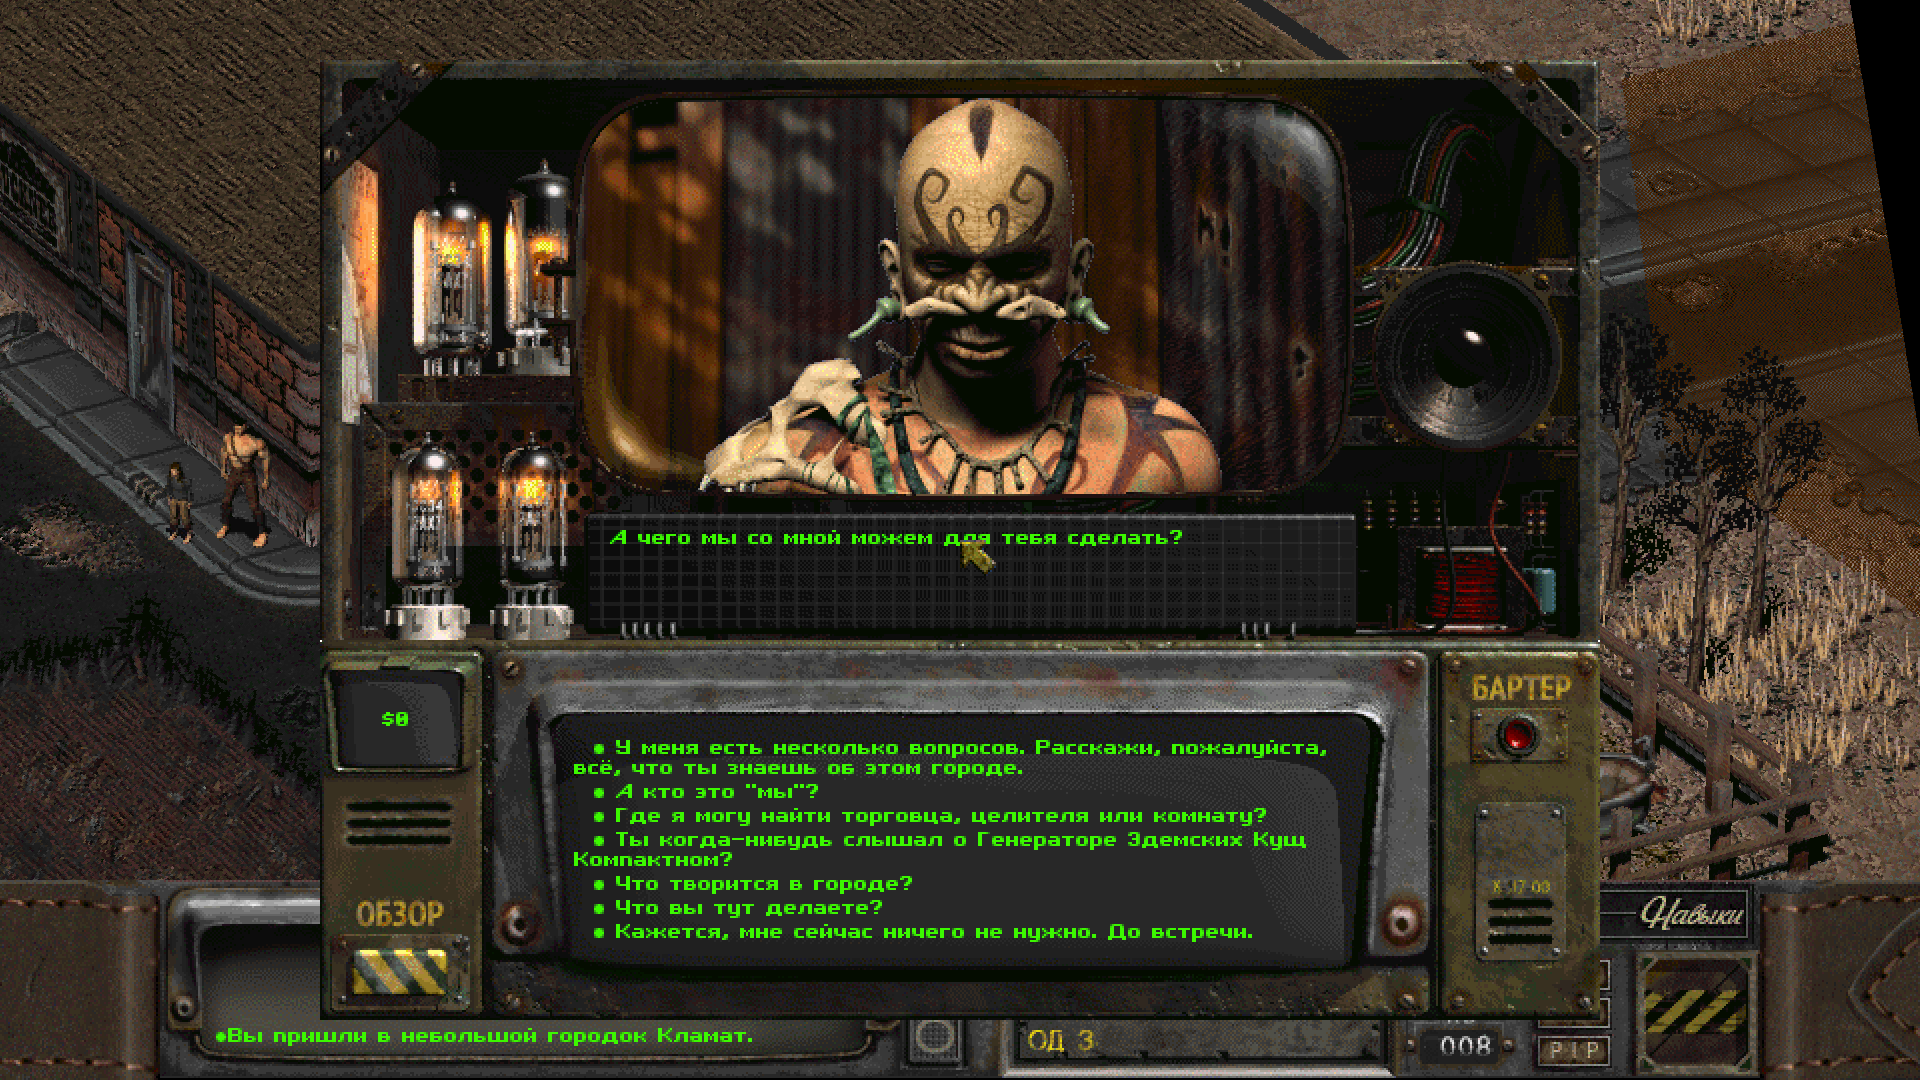 А чего мы со мной можем для тебя сделать?
$0
БАРТЕР
• У меня есть несколько вопросов. Расскажи, пожалуйста,
всё, что ты знаешь об этом городе.
• А кто это "мы"?
• Где я могу найти торговца, целителя или комнату?
• Ты когда-нибудь слышал о Генераторе Эдемских Кущ
Компактном?
• Что творится в городе?
• Что вы тут делаете?
• Кажется, мне сейчас ничего не нужно. До встречи.
ОБЗОР
Навыки
•Вы пришли в небольшой городок Кламат.
ОД 3
008
PIP